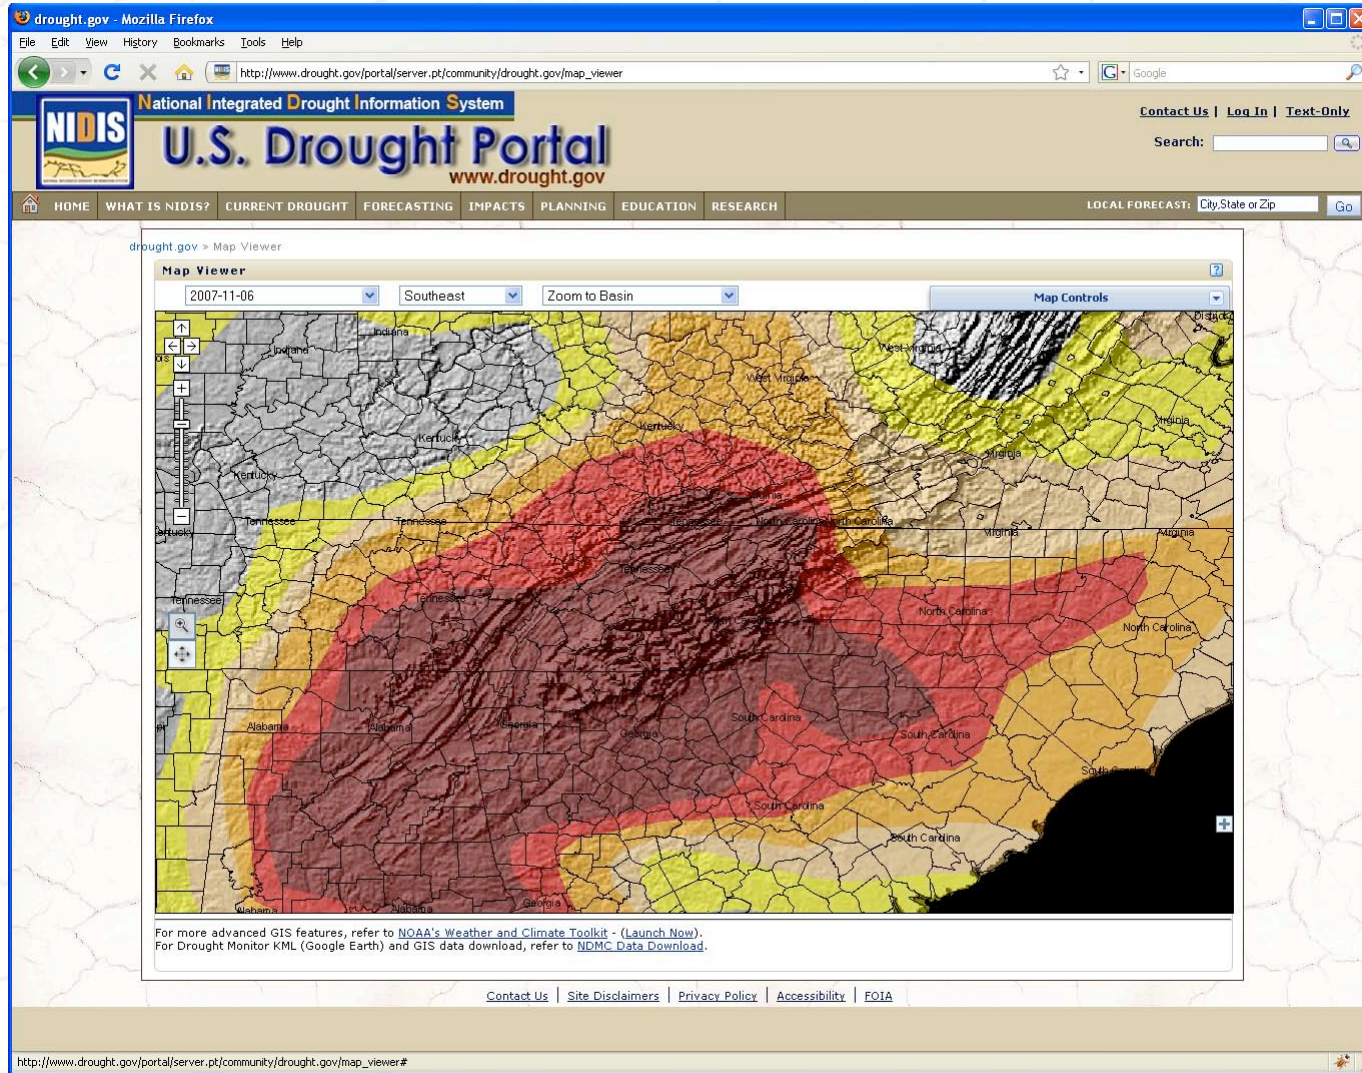 drought.gov - Mozilla Firefox
File Edit View History Bookmarks Tools Help
http://www.drought.gov/portal/server.pt/community/drought.gov/map_viewer
Google
National Integrated Drought Information System
NIDIS
U.S. Drought Portal
www.drought.gov
Contact Us | Log In | Text-Only
Search:
HOME WHAT IS NIDIS? CURRENT DROUGHT FORECASTING IMPACTS PLANNING EDUCATION RESEARCH LOCAL FORECAST: City,State or Zip Go
drought.gov » Map Viewer
Map Viewer
2007-11-06 Southeast Zoom to Basin Map Controls
Indiana
Indiana
West Virginia
West Virginia
Virginia
Kentucky
Kentucky
Virginia
Kentucky
Virginia
Tennessee Tennessee Tennessee North Carolina North Carolina
Virginia Virginia
Tennessee
Tennessee Tennessee
North Carolina
North Carolina
Alabama Alabama Georgia Georgia South Carolina
South Carolina
South Carolina
South Carolina
Alabama Alabama Georgia
For more advanced GIS features, refer to NOAA's Weather and Climate Toolkit - (Launch Now).
For Drought Monitor KML (Google Earth) and GIS data download, refer to NDMC Data Download.
Contact Us | Site Disclaimers | Privacy Policy | Accessibility | FOIA
http://www.drought.gov/portal/server.pt/community/drought.gov/map_viewer#